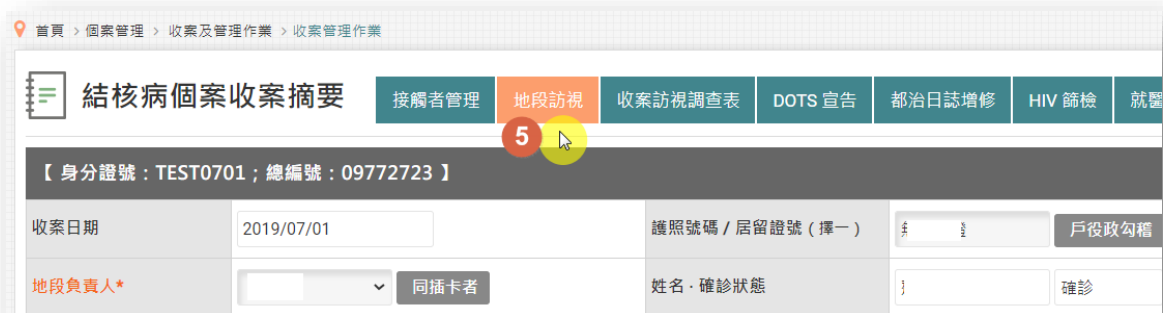 首頁 > 個案管理 > 收案及管理作業 > 收案管理作業
結核病個案收案摘要 接觸者管理 地段訪視 收案訪視調查表 DOTS 宣告 都治日誌增修 HIV 篩檢 就醫
5
【 身分證號：TEST0701；總編號：09772723 】
收案日期 2019/07/01 護照號碼 / 居留證號（擇一） 戶役政勾稽
地段負責人* 同插卡者 姓名 · 確診狀態 確診